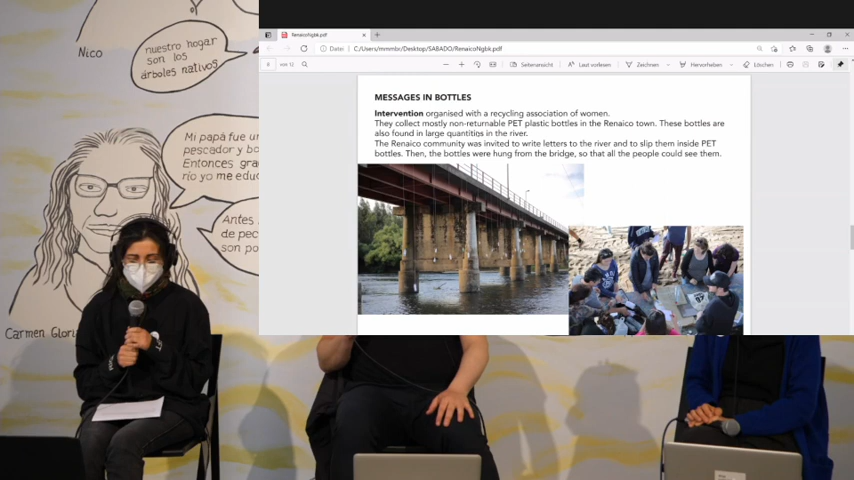 Nico
nuestro hogar
son los
árboles nativos
Mi papá fue un
pescador y bo
Entonces gra
río yo me edu
Antes
de pec
son po
Carmen Glori
RenaicoNgbk.pdf
Datei
C:/Users/mmmbr/Desktop/SABADO/RenaicoNgbk.pdf
8 von 12
Seitenansicht
Laut vorlesen
Zeichnen
Hervorheben
Löschen
MESSAGES IN BOTTLES
Intervention organised with a recycling association of women.
They collect mostly non-returnable PET plastic bottles in the Renaico town. These bottles are
also found in large quantities in the river.
The Renaico community was invited to write letters to the river and to slip them inside PET
bottles. Then, the bottles were hung from the bridge, so that all the people could see them.